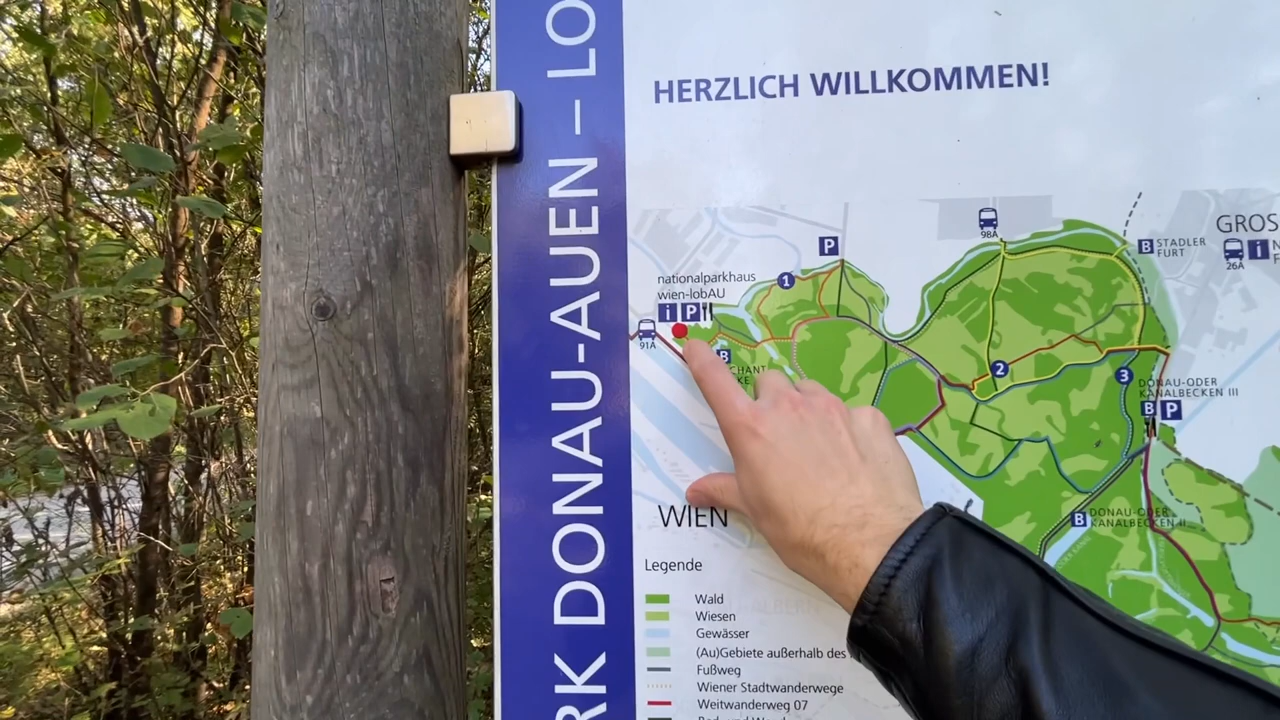 RK DONAU-AUEN – LO
HERZLICH WILLKOMMEN!
nationalparkhaus
wien-lobAU
i P
91A
B
P
1
98A
B STADLER
FURT
GROS
26A
i
2
3
DONAU-ODER
KANALBECKEN III
B P
B DONAU-ODER
KANALBECKEN II
WIEN
Legende
Wald
Wiesen
Gewässer
(Au)Gebiete außerhalb des
Fußweg
Wiener Stadtwanderwege
Weitwanderweg 07